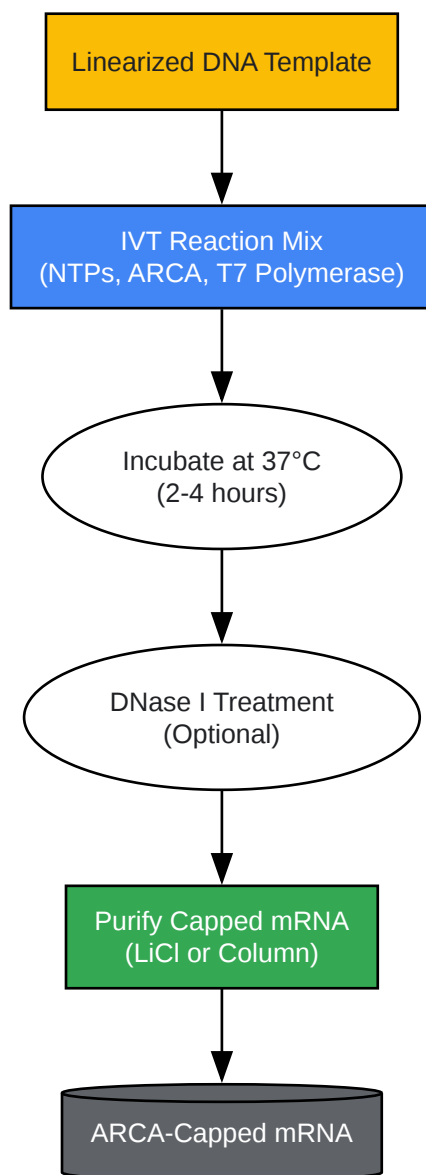 Linearized DNA Template
IVT Reaction Mix
(NTPs, ARCA, T7 Polymerase)
Incubate at 37°C
(2-4 hours)
DNase I Treatment
(Optional)
Purify Capped mRNA
(LiCl or Column)
ARCA-Capped mRNA